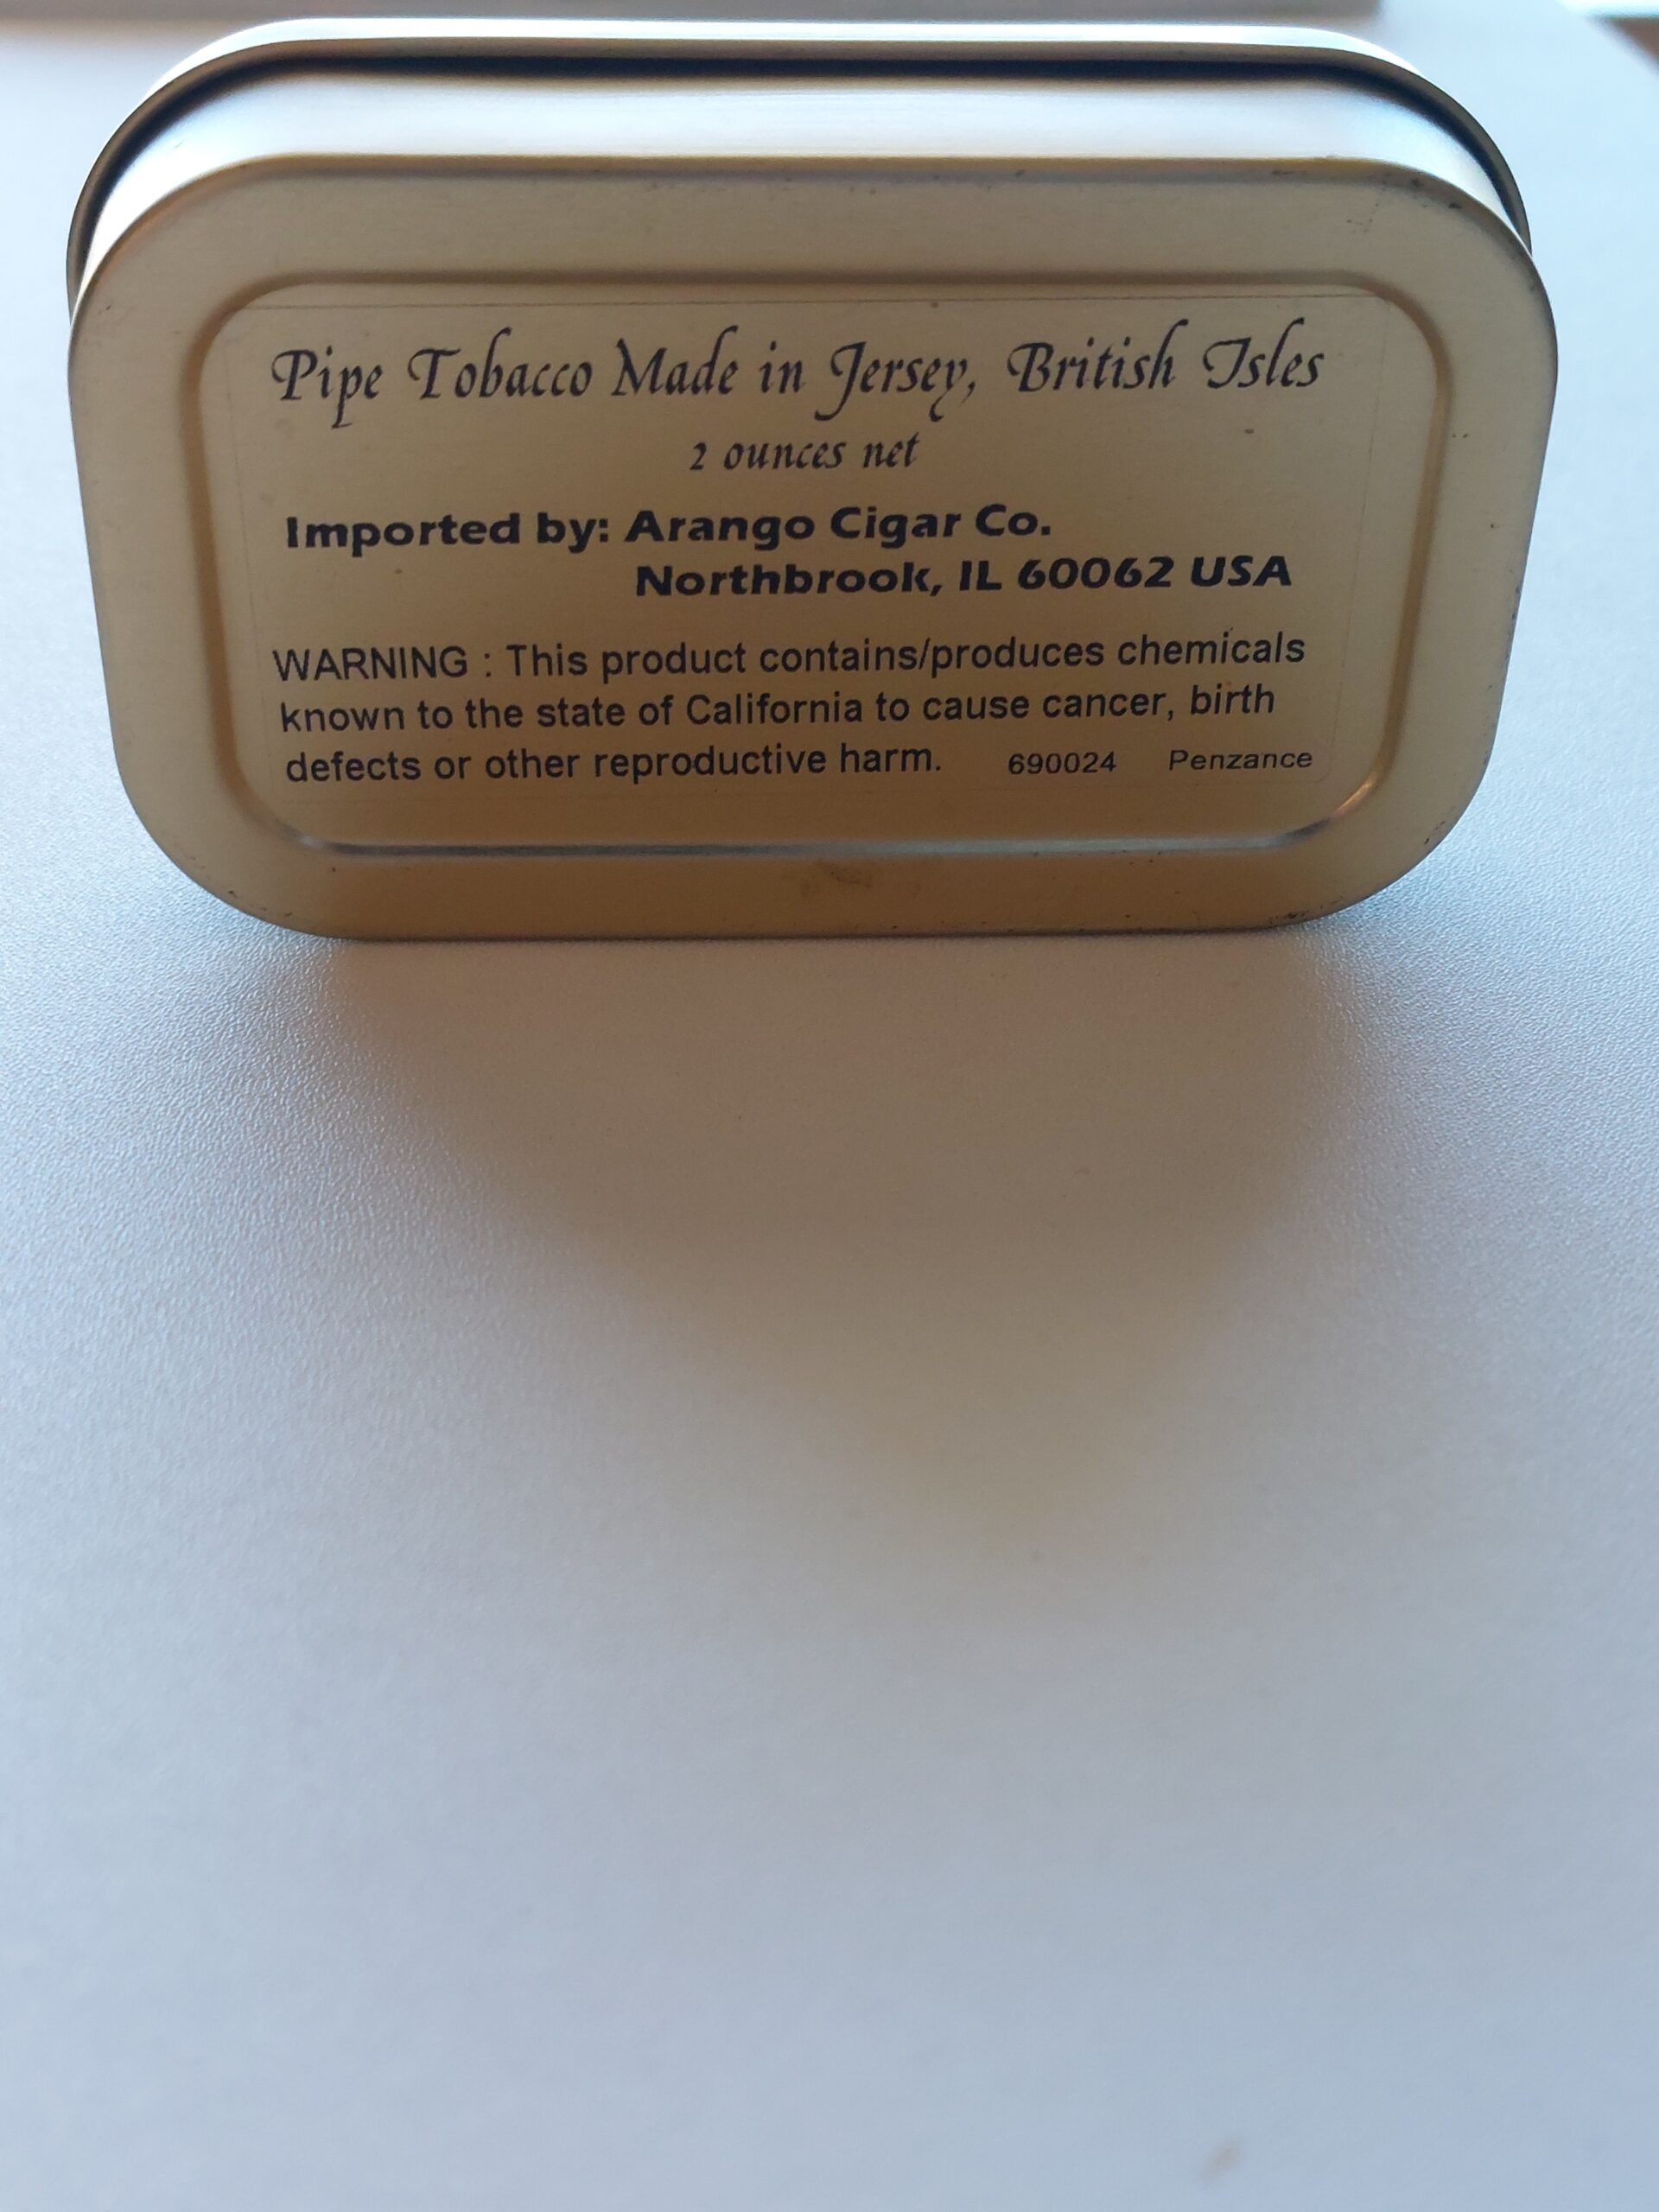 Pipe Tobacco Made in Jersey, British Isles
2 ounces net
Imported by: Arango Cigar Co.
Northbrook, IL 60062 USA
WARNING : This product contains/produces chemicals
known to the state of California to cause cancer, birth
defects or other reproductive harm. 690024 Penzance